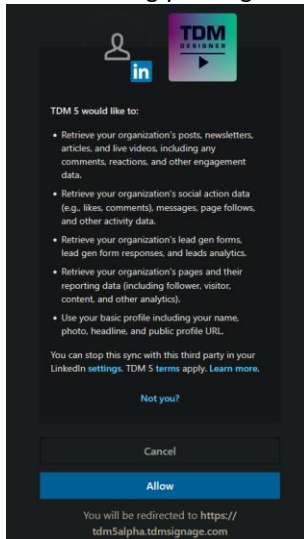 in
TDM
DESIGNER
TDM 5 would like to:
• Retrieve your organization's posts, newsletters,
articles, and live videos, including any
comments, reactions, and other engagement
data.
• Retrieve your organization's social action data
(e.g., likes, comments), messages, page follows,
and other activity data.
• Retrieve your organization's lead gen forms,
lead gen form responses, and leads analytics.
• Retrieve your organization's pages and their
reporting data (including follower, visitor,
content, and other analytics).
• Use your basic profile including your name,
photo, headline, and public profile URL.
You can stop this sync with this third party in your
LinkedIn settings. TDM 5 terms apply. Learn more.
Not you?
Cancel
Allow
You will be redirected to https://
tdm5alpha.tdmsignage.com